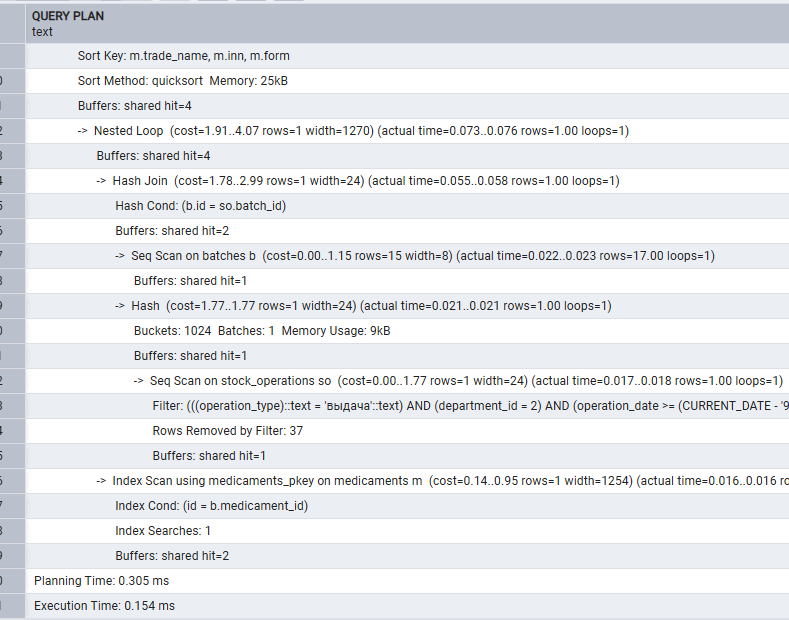 QUERY PLAN
text
Sort Key: m.trade_name, m.inn, m.form
0 Sort Method: quicksort Memory: 25kB
1 Buffers: shared hit=4
2 -> Nested Loop (cost=1.91..4.07 rows=1 width=1270) (actual time=0.073..0.076 rows=1.00 loops=1)
3 Buffers: shared hit=4
4 -> Hash Join (cost=1.78..2.99 rows=1 width=24) (actual time=0.055..0.058 rows=1.00 loops=1)
5 Hash Cond: (b.id = so.batch_id)
6 Buffers: shared hit=2
7 -> Seq Scan on batches b (cost=0.00..1.15 rows=15 width=8) (actual time=0.022..0.023 rows=17.00 loops=1)
8 Buffers: shared hit=1
9 -> Hash (cost=1.77..1.77 rows=1 width=24) (actual time=0.021..0.021 rows=1.00 loops=1)
0 Buckets: 1024 Batches: 1 Memory Usage: 9kB
1 Buffers: shared hit=1
2 -> Seq Scan on stock_operations so (cost=0.00..1.77 rows=1 width=24) (actual time=0.017..0.018 rows=1.00 loops=1)
3 Filter: (((operation_type)::text = 'выдача'::text) AND (department_id = 2) AND (operation_date >= (CURRENT_DATE - '9
4 Rows Removed by Filter: 37
5 Buffers: shared hit=1
6 -> Index Scan using medicaments_pkey on medicaments m (cost=0.14..0.95 rows=1 width=1254) (actual time=0.016..0.016 ro
7 Index Cond: (id = b.medicament_id)
8 Index Searches: 1
9 Buffers: shared hit=2
0 Planning Time: 0.305 ms
1 Execution Time: 0.154 ms